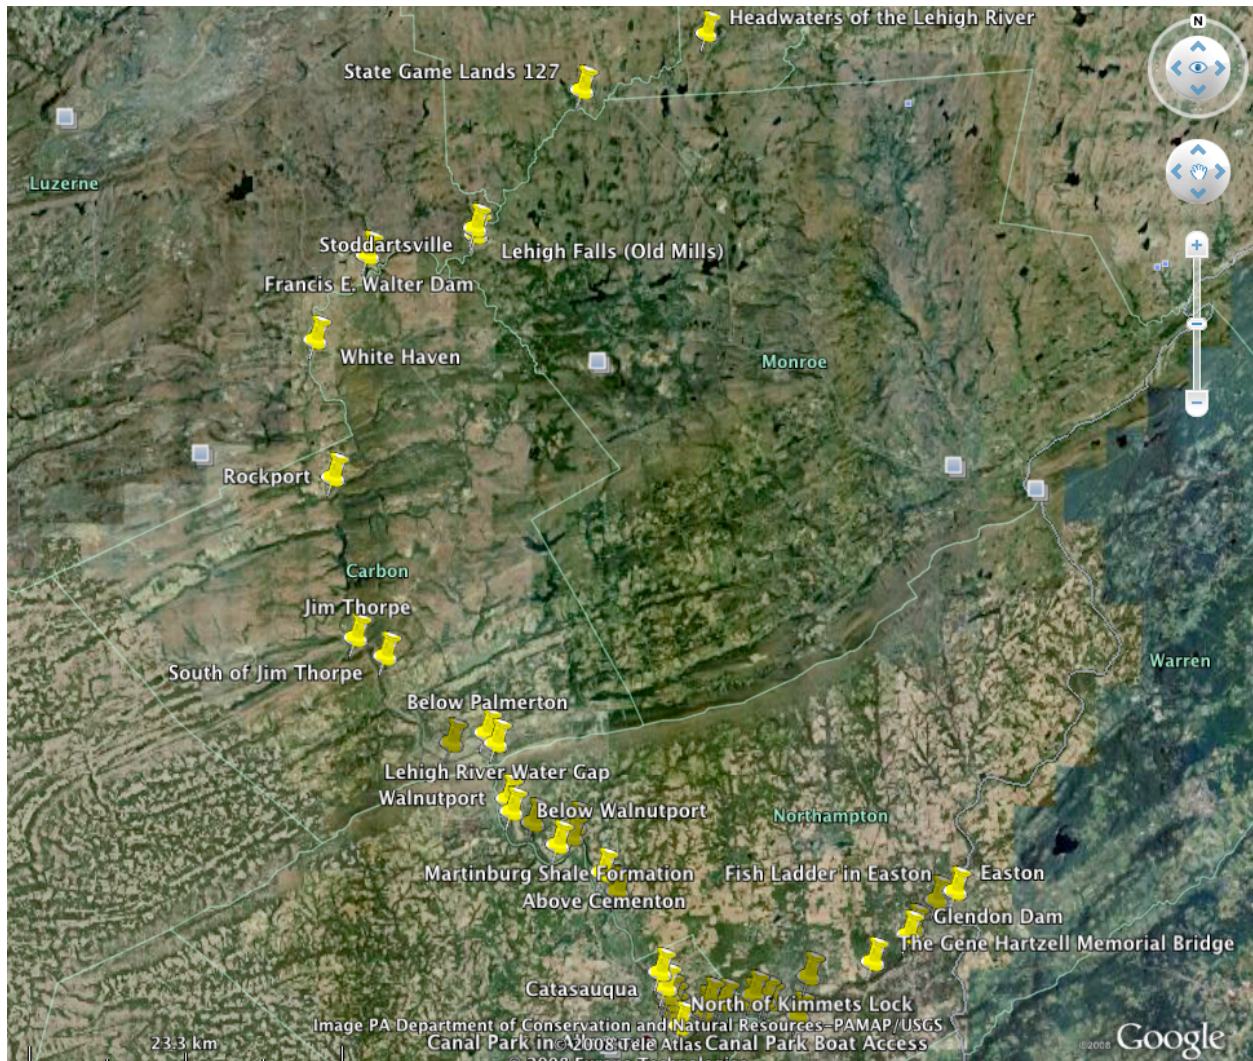 Headwaters of the Lehigh River
N
State Game Lands 127
Luzerne
Stoddartsville
Lehigh Falls (Old Mills)
Francis E. Walter Dam
White Haven
Monroe
Rockport
Carbon
Jim Thorpe
South of Jim Thorpe
Warren
Below Palmerton
Lehigh River Water Gap
Walnutport
Below Walnutport
Northampton
Martinburg Shale Formation
Fish Ladder in Easton
Easton
Above Cementon
Glendon Dam
The Gene Hartzell Memorial Bridge
Catasauqua
North of Kimmets Lock
Image PA Department of Conservation and Natural Resources-PAMAP/USGS
23.3 km
Canal Park in
© 2008 Tele Atlas
Canal Park Boat Access
©2008 Google